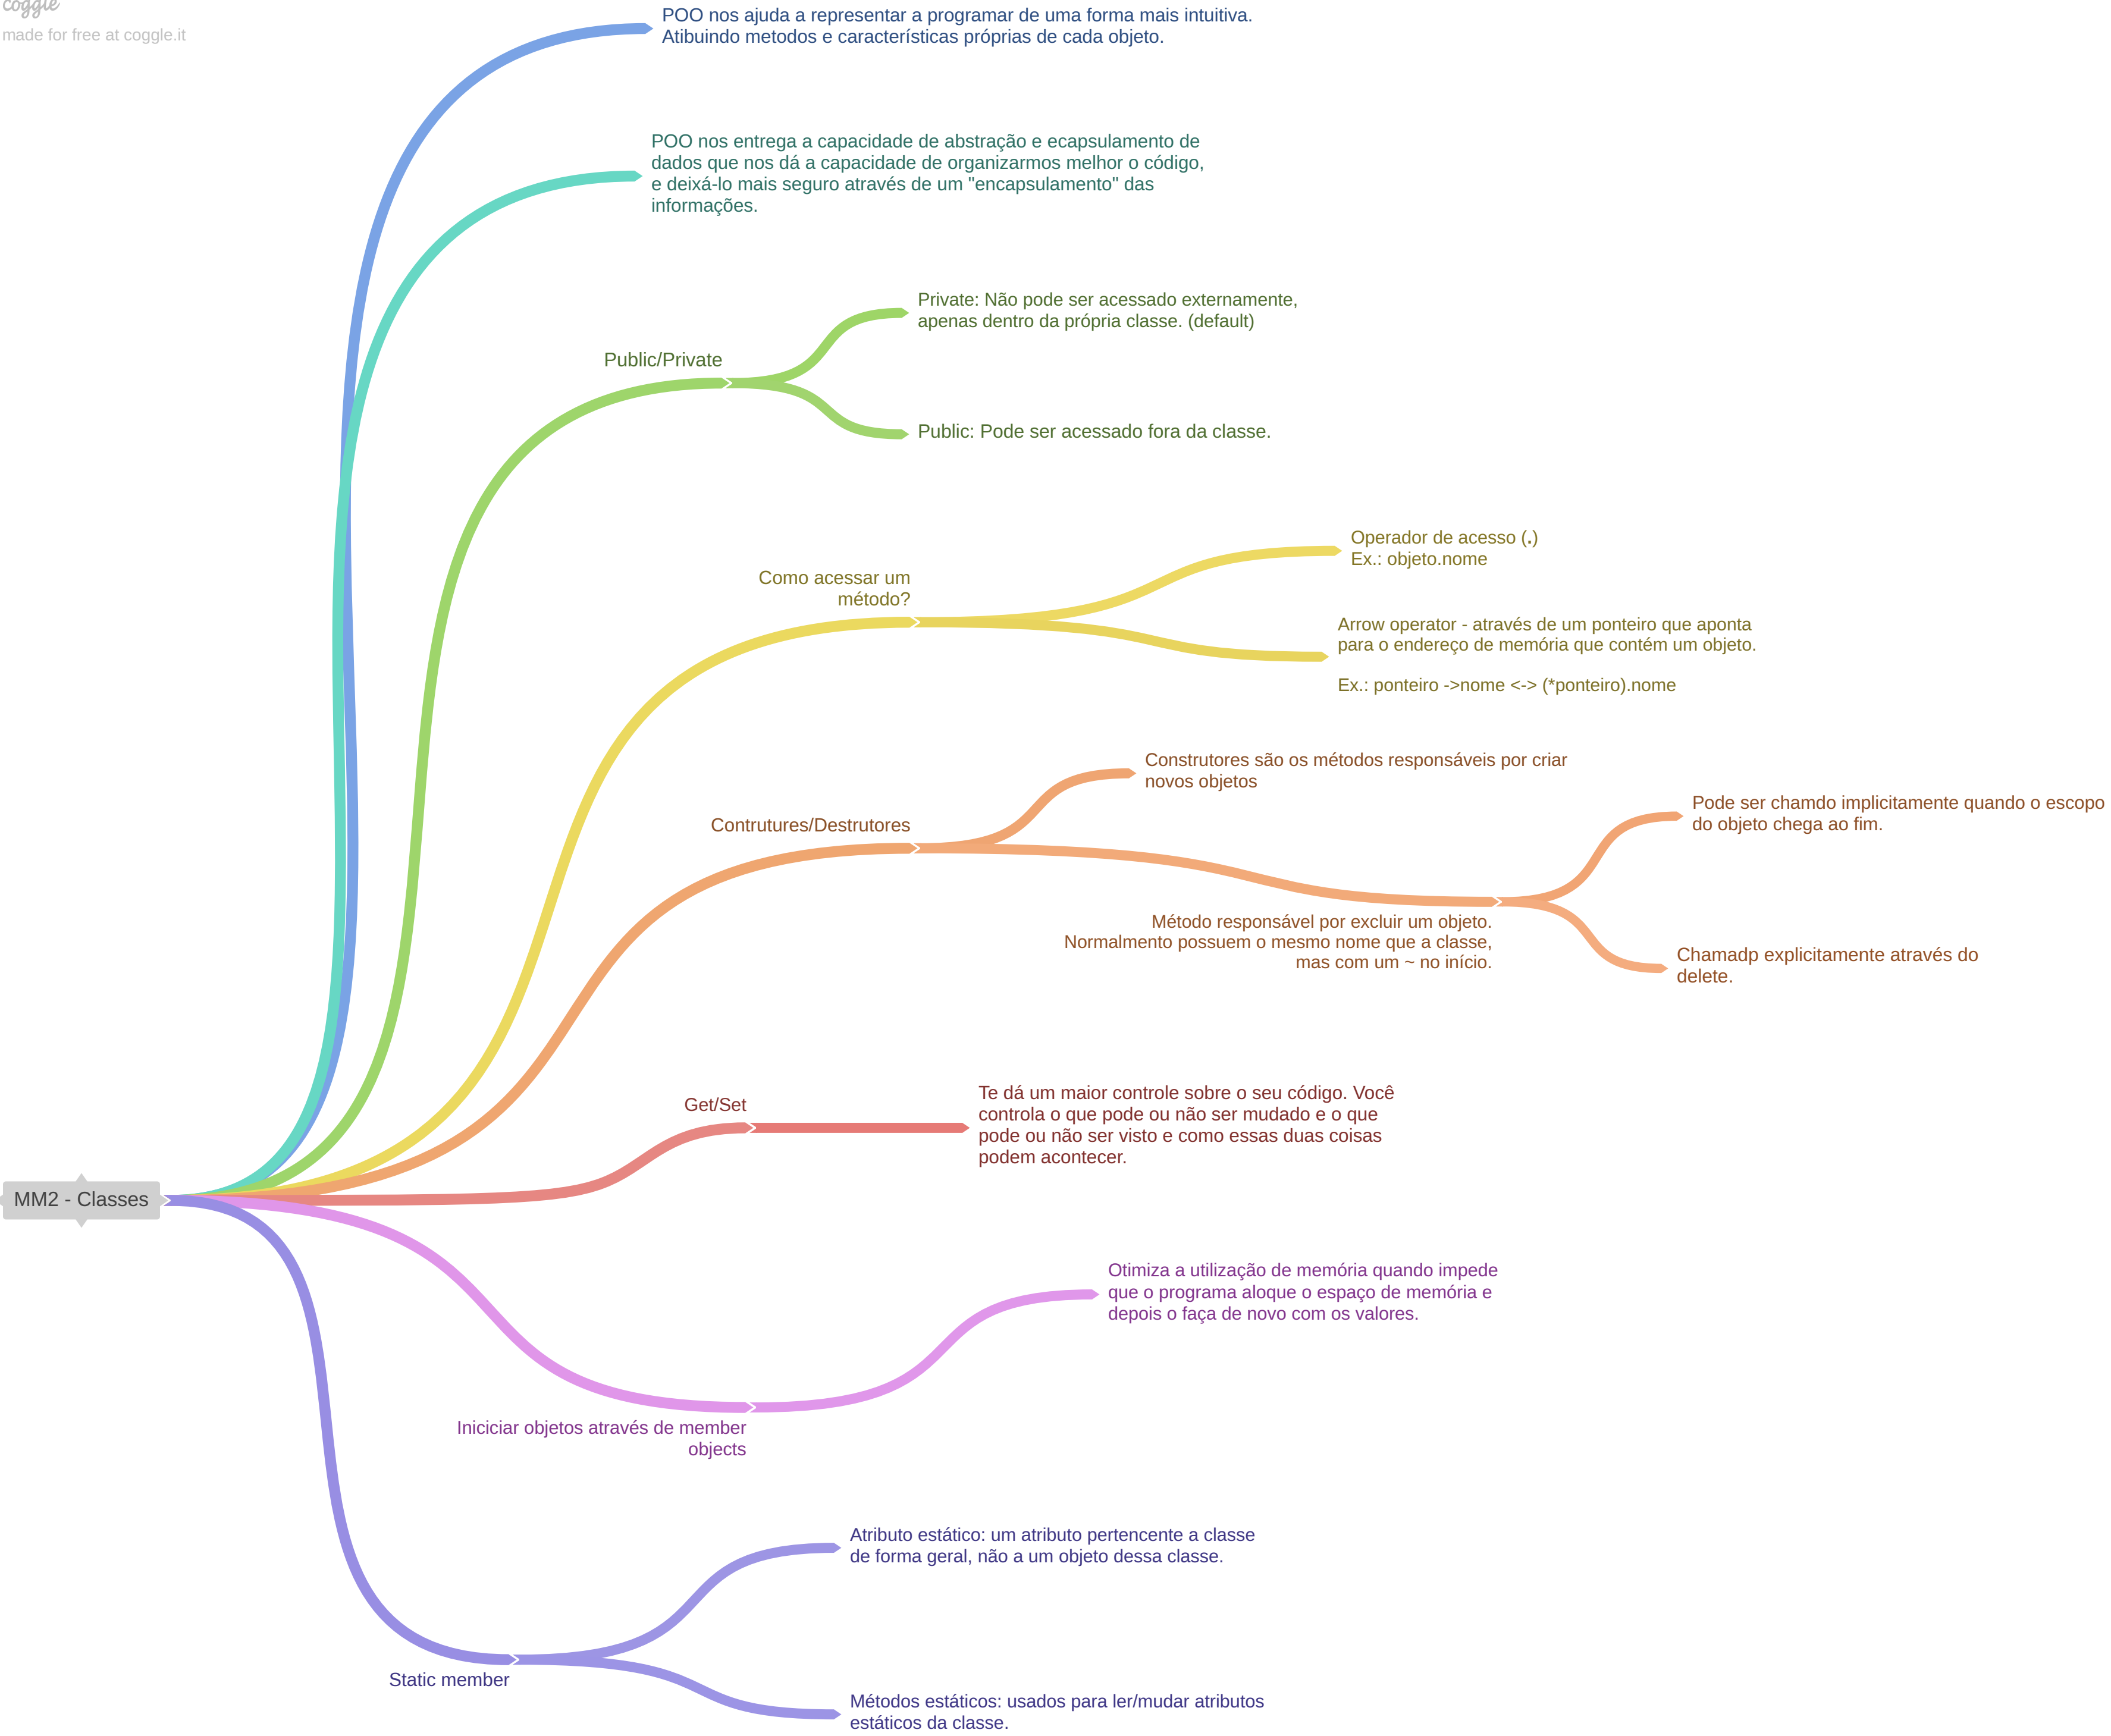 coggle
made for free at coggle.it
POO nos ajuda a representar a programar de uma forma mais intuitiva.
Atibuindo metodos e características próprias de cada objeto.
POO nos entrega a capacidade de abstração e ecapsulamento de
dados que nos dá a capacidade de organizarmos melhor o código,
e deixá-lo mais seguro através de um "encapsulamento" das
informações.
Public/Private
Private: Não pode ser acessado externamente,
apenas dentro da própria classe. (default)
Public: Pode ser acessado fora da classe.
Como acessar um
método?
Operador de acesso (.)
Ex.: objeto.nome
Arrow operator - através de um ponteiro que aponta
para o endereço de memória que contém um objeto.
Ex.: ponteiro ->nome <-> (*ponteiro).nome
Contrutures/Destrutores
Construtores são os métodos responsáveis por criar
novos objetos
Método responsável por excluir um objeto.
Normalmento possuem o mesmo nome que a classe,
mas com um ~ no início.
Pode ser chamdo implicitamente quando o escopo
do objeto chega ao fim.
Chamadp explicitamente através do
delete.
MM2 - Classes
Get/Set
Te dá um maior controle sobre o seu código. Você
controla o que pode ou não ser mudado e o que
pode ou não ser visto e como essas duas coisas
podem acontecer.
Iniciciar objetos através de member
objects
Otimiza a utilização de memória quando impede
que o programa aloque o espaço de memória e
depois o faça de novo com os valores.
Static member
Atributo estático: um atributo pertencente a classe
de forma geral, não a um objeto dessa classe.
Métodos estáticos: usados para ler/mudar atributos
estáticos da classe.